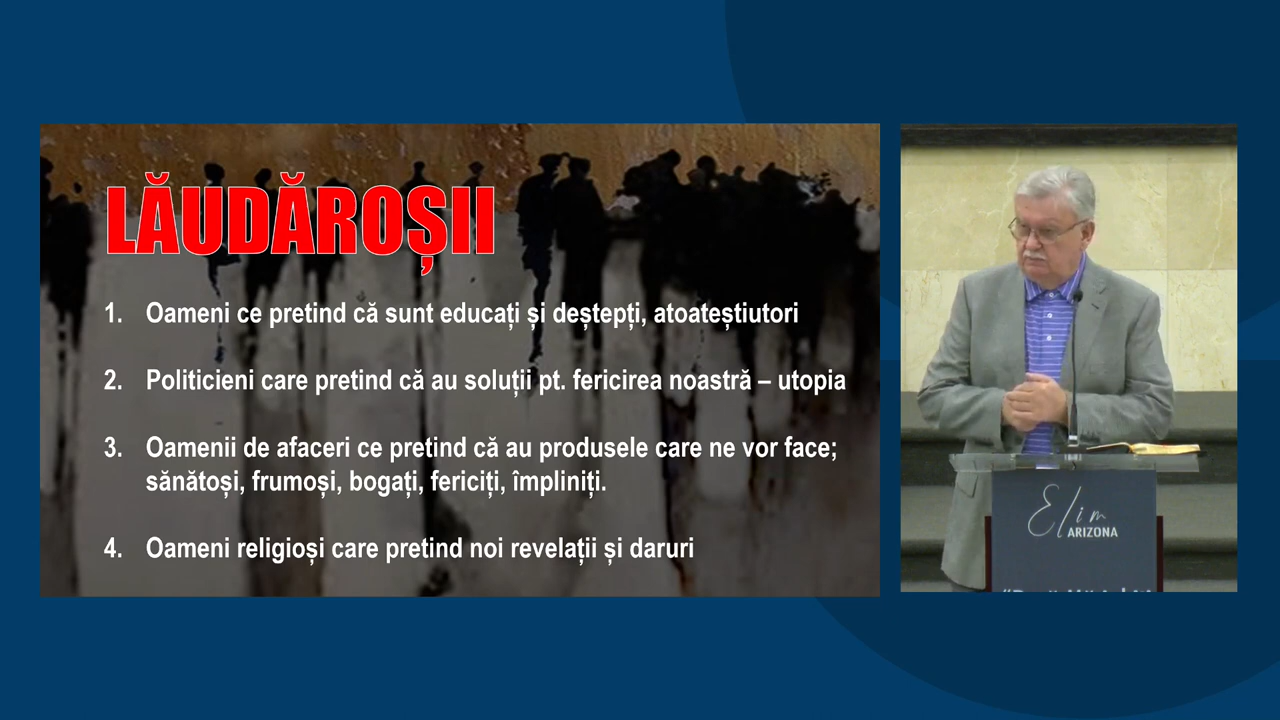 LĂUDĂROȘII
1. Oameni ce pretind că sunt educați și deștepți, atoateștiutori
2. Politicieni care pretind că au soluții pt. fericirea noastră – utopia
3. Oamenii de afaceri ce pretind că au produsele care ne vor face;
sănătoși, frumoși, bogați, fericiți, împliniți.
4. Oameni religioși care pretind noi revelații și daruri
Elim
ARIZONA